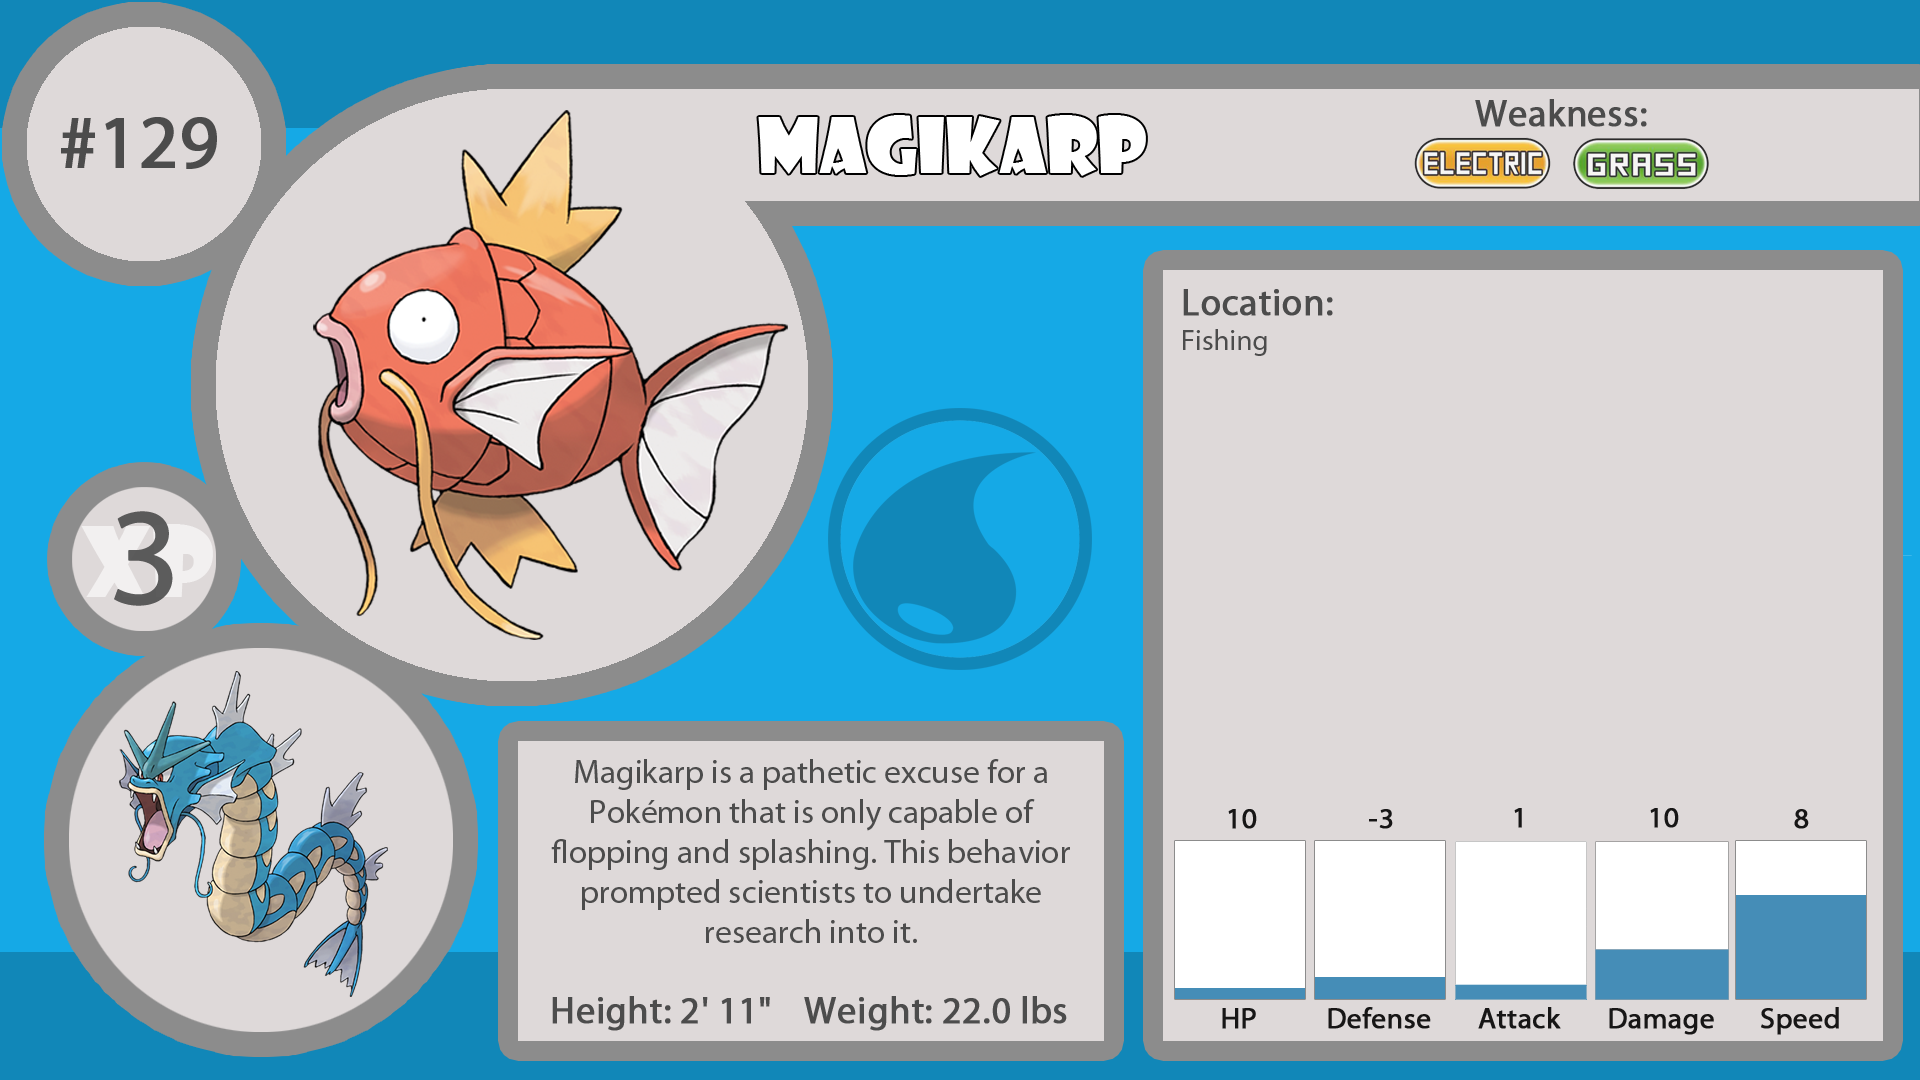 #129
MAGIKARP
Weakness:
ELECTRIC GRASS
Location:
Fishing
XP
3
Magikarp is a pathetic excuse for a
Pokémon that is only capable of
flopping and splashing. This behavior
prompted scientists to undertake
research into it.
Height: 2' 11" Weight: 22.0 lbs
10 -3 1 10 8
HP Defense Attack Damage Speed